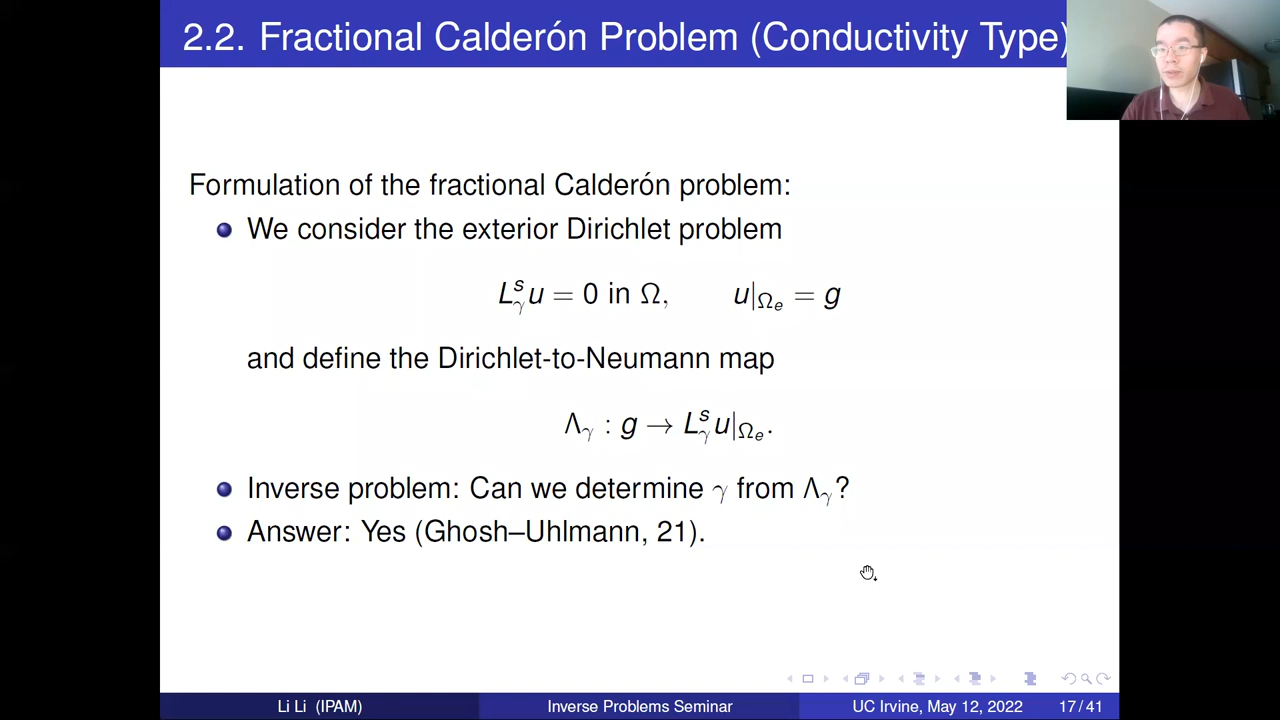 2.2. Fractional Calderón Problem (Conductivity Type)
Formulation of the fractional Calderón problem:
We consider the exterior Dirichlet problem
L^s_γ u = 0 in Ω, u|_{Ω_e} = g
and define the Dirichlet-to-Neumann map
Λ_γ : g → L^s_γ u|_{Ω_e}.
Inverse problem: Can we determine γ from Λ_γ?
Answer: Yes (Ghosh–Uhlmann, 21).
Li Li (IPAM) Inverse Problems Seminar UC Irvine, May 12, 2022 17 / 41